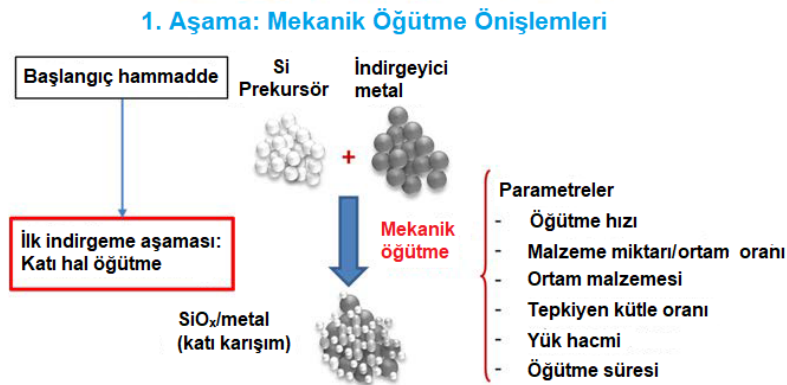 1. Aşama: Mekanik Öğütme Önişlemleri
Başlangıç hammadde
Si
Prekursör
İndirgeyici
metal
+
İlk indirgeme aşaması:
Katı hal öğütme
Mekanik
öğütme
SiOₓ/metal
(katı karışım)
Parametreler
- Öğütme hızı
- Malzeme miktarı/ortam oranı
- Ortam malzemesi
- Tepkiyen kütle oranı
- Yük hacmi
- Öğütme süresi